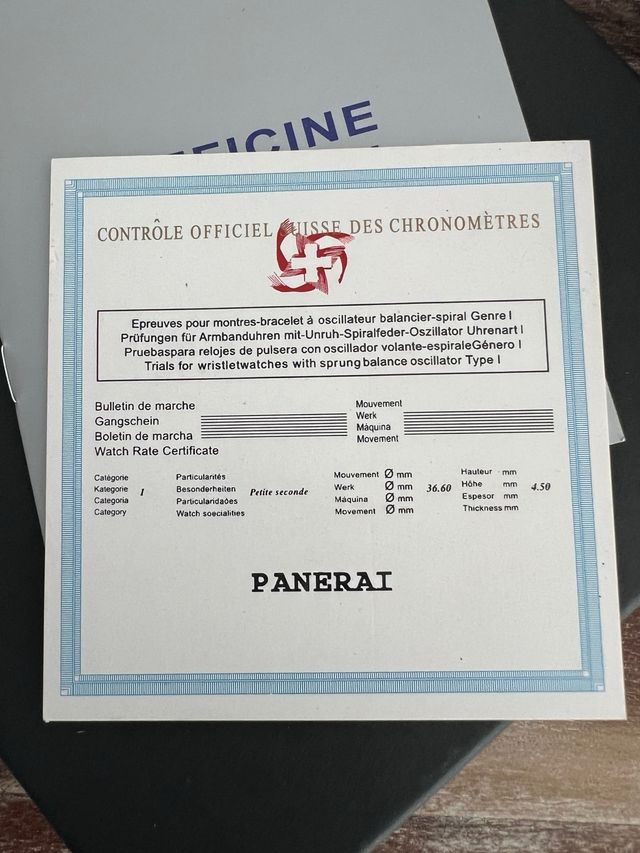 FFICINE
CONTRÔLE OFFICIEL SUISSE DES CHRONOMÈTRES
Epreuves pour montres-bracelet à oscillateur balancier-spiral Genre I
Prüfungen für Armbanduhren mit-Unruh-Spiralfeder-Oszillator Uhrenart I
Pruebaspara relojes de pulsera con oscillador volante-espiraleGénero I
Trials for wristletwatches with sprung balance oscillator Type I
Bulletin de marche
Gangschein
Boletin de marcha
Watch Rate Certificate
Mouvement
Werk
Máquina
Movement
Catégorie
Kategorie I
Categoria
Category
Particularités
Besonderheiten Petite seconde
Particularidaões
Watch soecialities
Mouvement Ø mm
Werk Ø mm 36.60
Máquina Ø mm
Movement Ø mm
Hauteur mm
Höhe mm 4.50
Espesor mm
Thickness mm
PANERAI